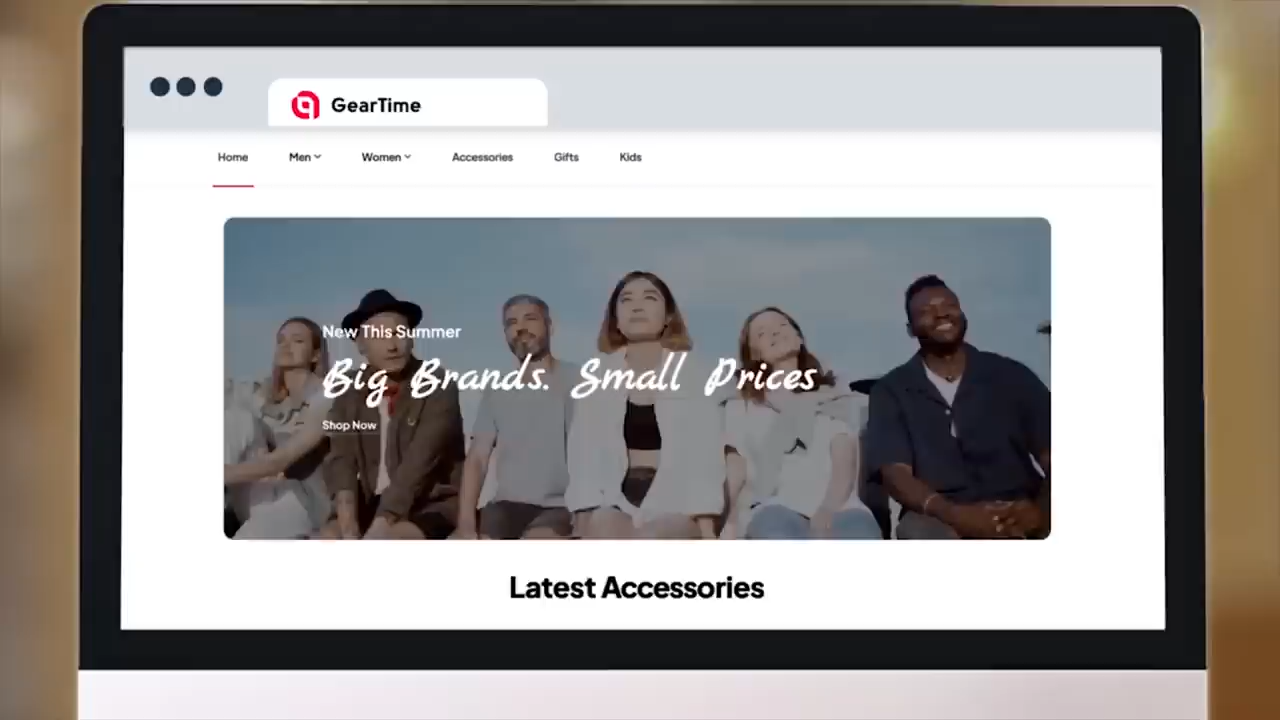 GearTime
Home Men Women Accessories Gifts Kids
New This Summer
Big Brands. Small Prices
Shop Now
Latest Accessories